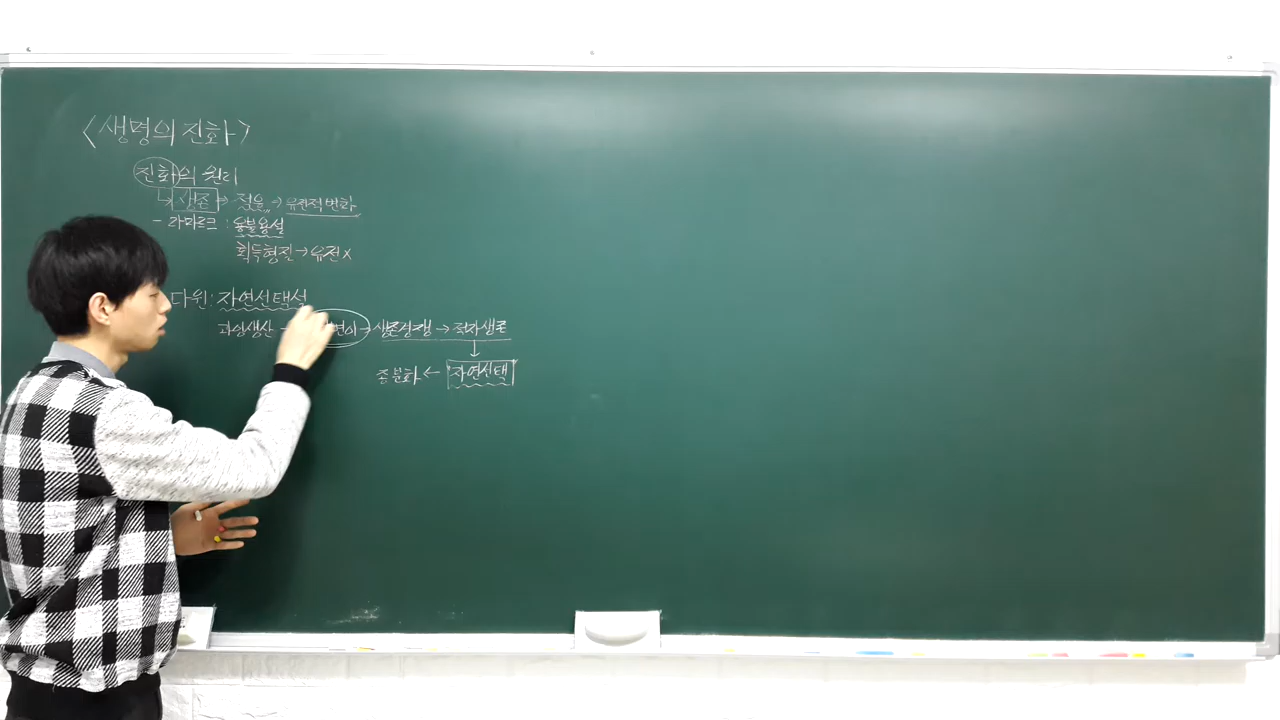 <생명의 진화>
진화의 원리
↳ 생존 → 적응 → 유전적 변화
- 라마르크 : 용불용설
획득형질 → 유전 x
다윈: 자연선택설
과잉생산 → 변이 → 생존경쟁 → 적자생존
↓
종분화 ← 자연선택